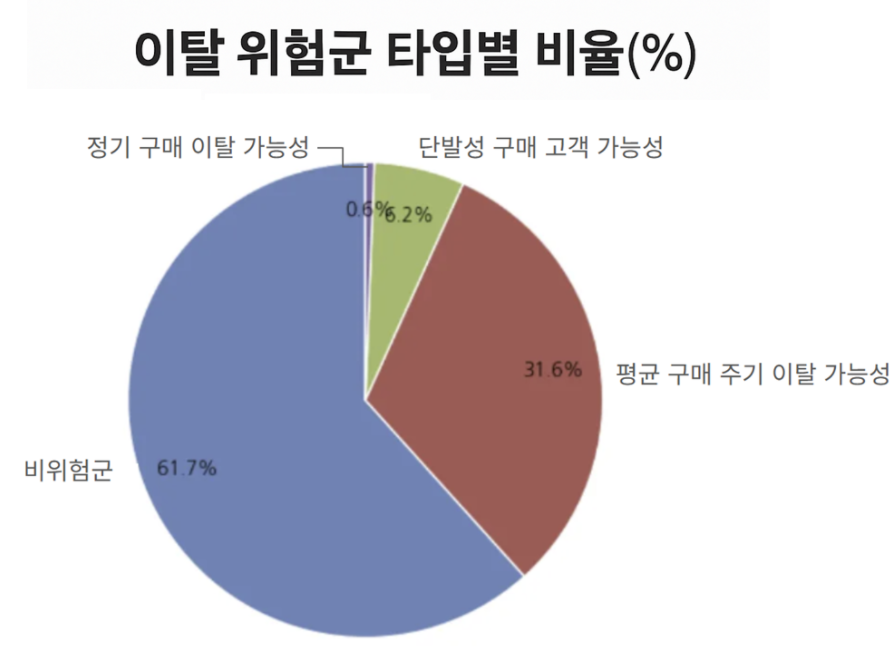 이탈 위험군 타입별 비율(%)
정기 구매 이탈 가능성
단발성 구매 고객 가능성
0.6%
6.2%
31.6%
평균 구매 주기 이탈 가능성
61.7%
비위험군